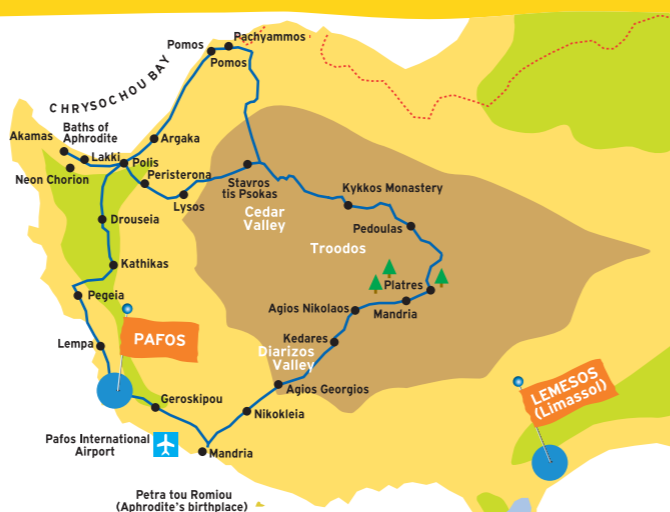 Pachyammos
Pomos
Pomos
CHRYSOCHOU BAY
Akamas
Baths of
Aphrodite
Argaka
Lakki
Polis
Neon Chorion
Peristerona
Stavros
tis Psokas
Lysos
Kykkos Monastery
Cedar
Valley
Drouseia
Pedoulas
Troodos
Kathikas
Platres
Pegeia
Agios Nikolaos
Mandria
PAFOS
Lempa
Kedares
Diarizos
Valley
Agios Georgios
LEMESOS
(Limassol)
Geroskipou
Nikokleia
Pafos International
Airport
Mandria
Petra tou Romiou
(Aphrodite's birthplace)